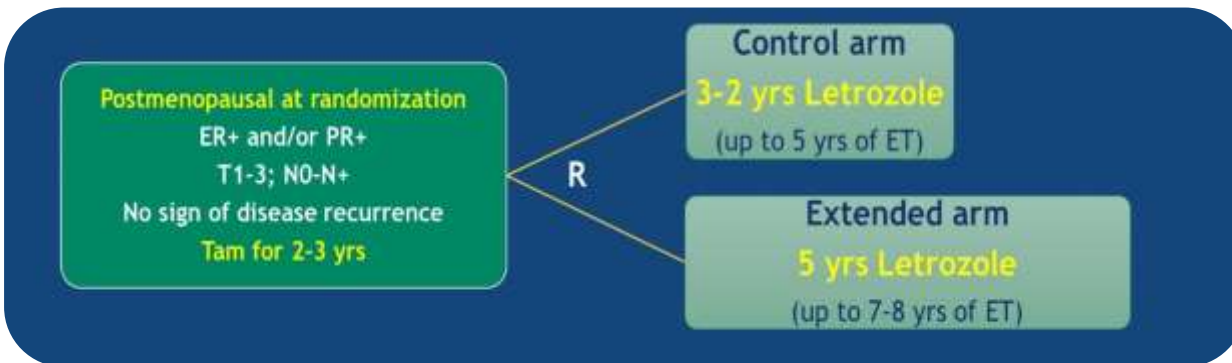 Postmenopausal at randomization
ER+ and/or PR+
T1-3; N0-N+
No sign of disease recurrence
Tam for 2-3 yrs
R
Control arm
3-2 yrs Letrozole
(up to 5 yrs of ET)
Extended arm
5 yrs Letrozole
(up to 7-8 yrs of ET)